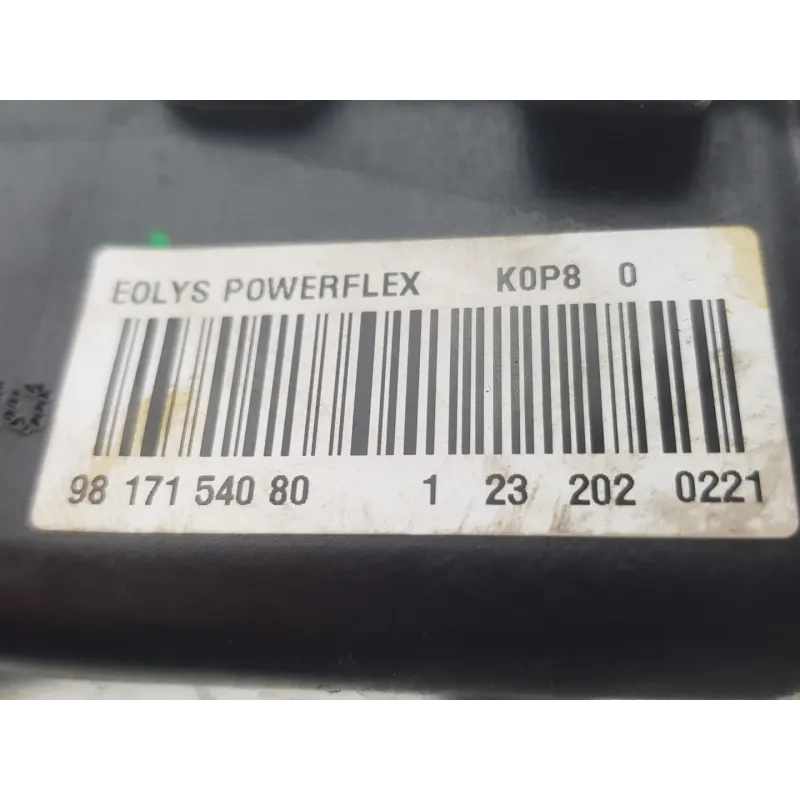 EOLYS POWERFLEX K0P8 0
98 171 540 80 1 23 202 0221